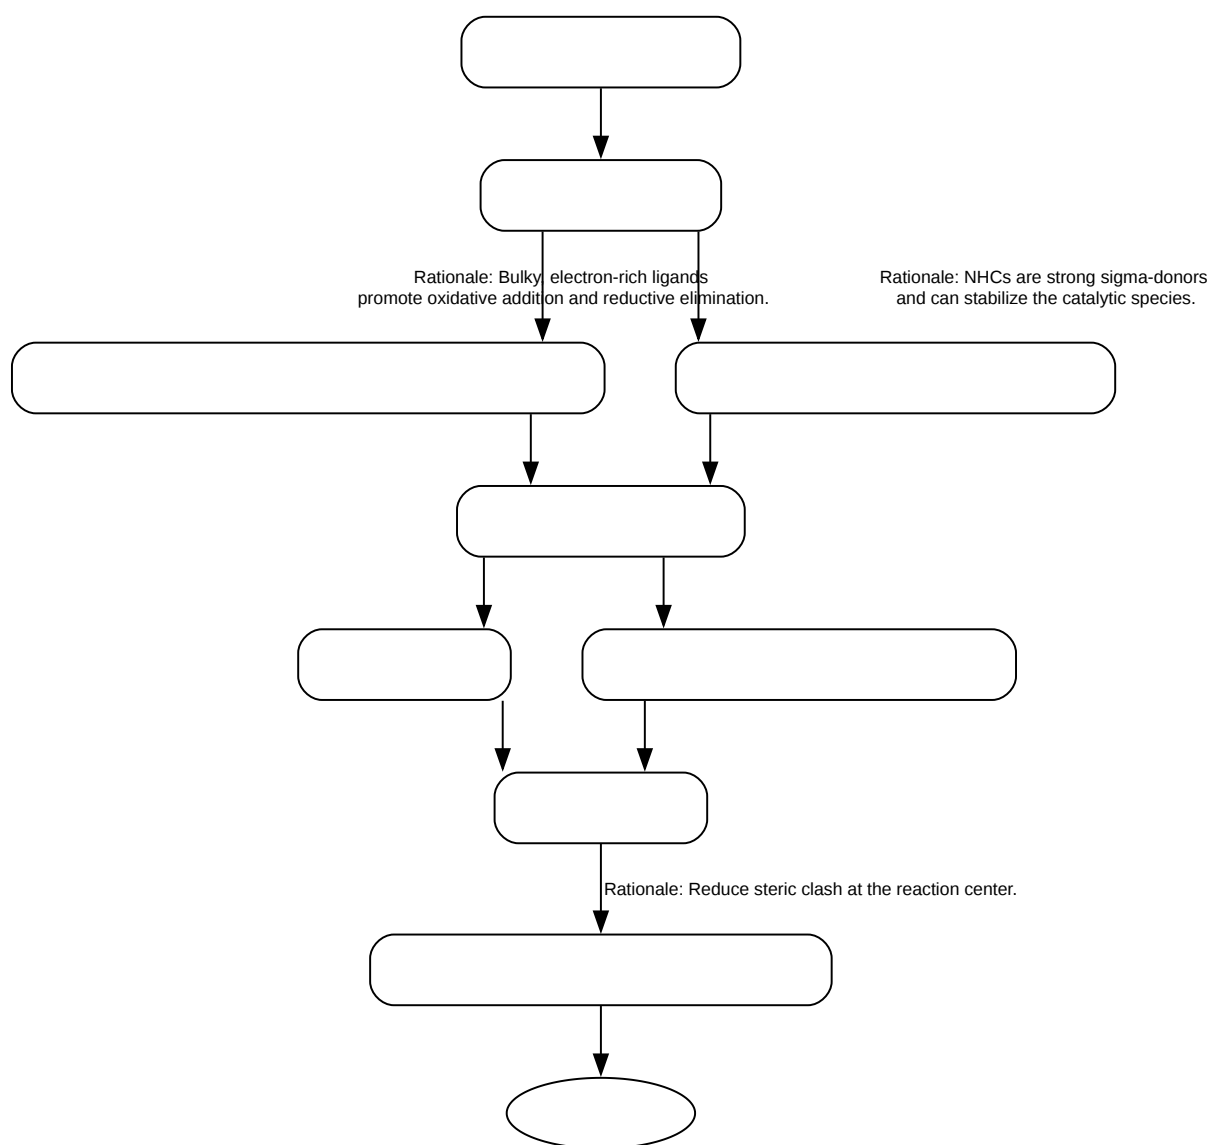 Rationale: Bulky, electron-rich ligands
promote oxidative addition and reductive elimination.
Rationale: NHCs are strong sigma-donors
and can stabilize the catalytic species.
Rationale: Reduce steric clash at the reaction center.